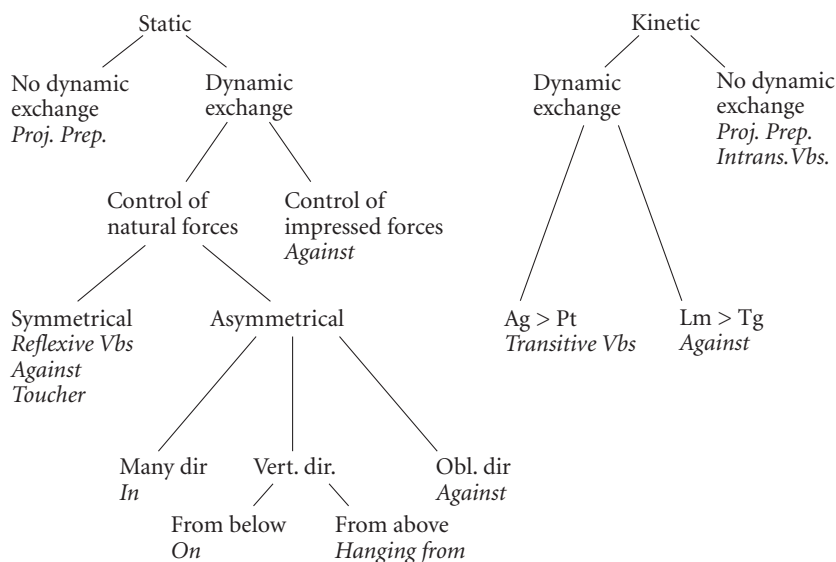 Static
Kinetic
No dynamic
exchange
Proj. Prep.
Dynamic
exchange
Dynamic
exchange
No dynamic
exchange
Proj. Prep.
Intrans.Vbs.
Control of
natural forces
Control of
impressed forces
Against
Symmetrical
Reflexive Vbs
Against
Toucher
Asymmetrical
Ag > Pt
Transitive Vbs
Lm > Tg
Against
Many dir
In
Vert. dir.
Obl. dir
Against
From below
On
From above
Hanging from